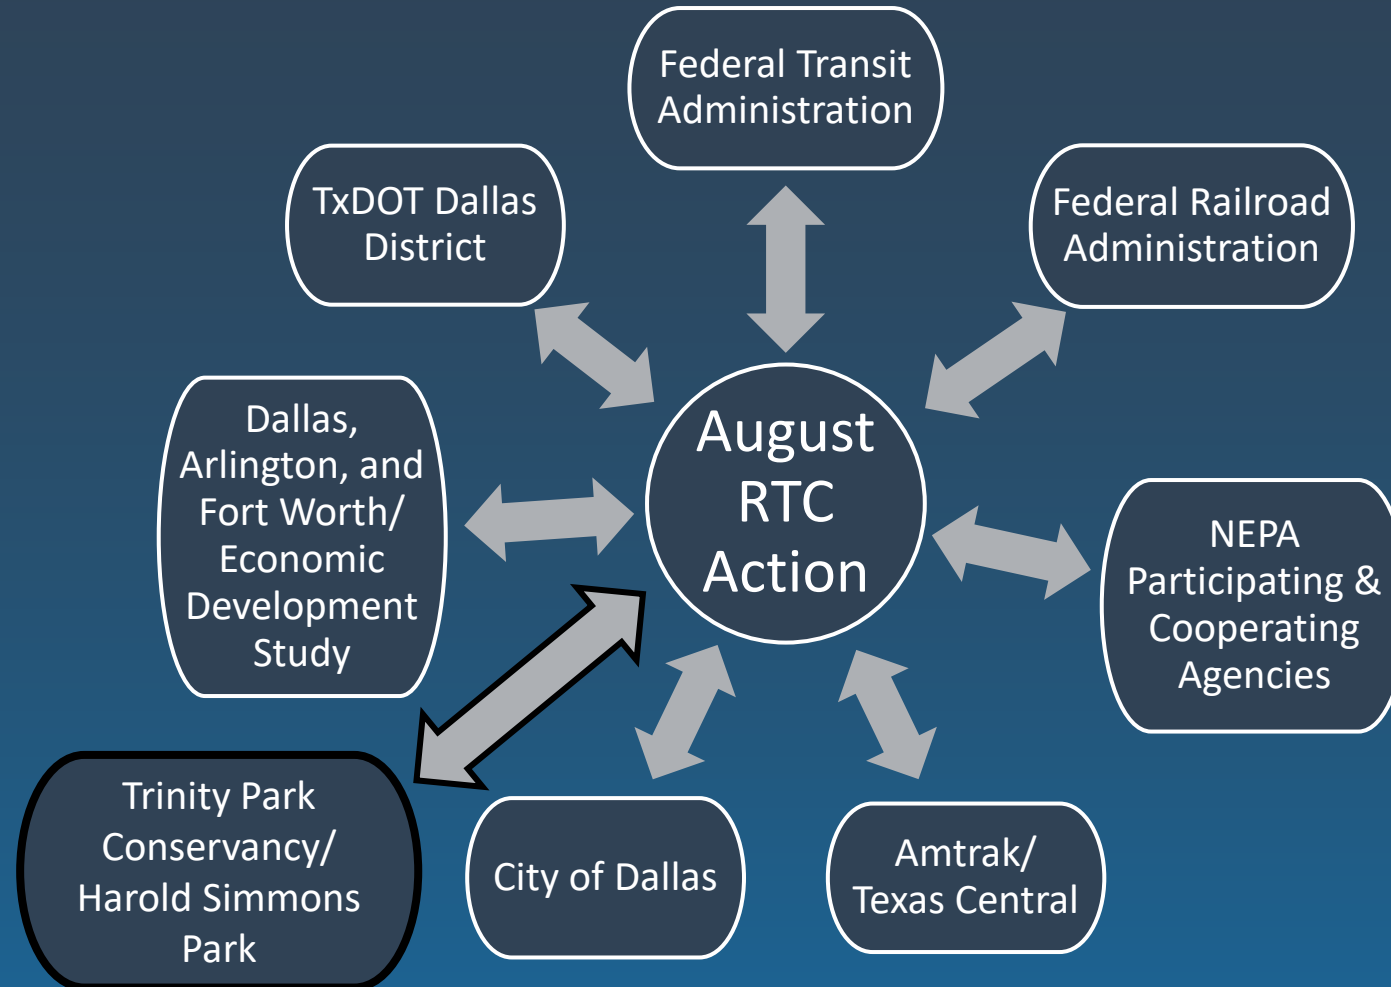 Federal Transit
Administration
TxDOT Dallas
District
Federal Railroad
Administration
Dallas,
Arlington, and
Fort Worth/
Economic
Development
Study
August
RTC
Action
NEPA
Participating &
Cooperating
Agencies
Trinity Park
Conservancy/
Harold Simmons
Park
City of Dallas
Amtrak/
Texas Central